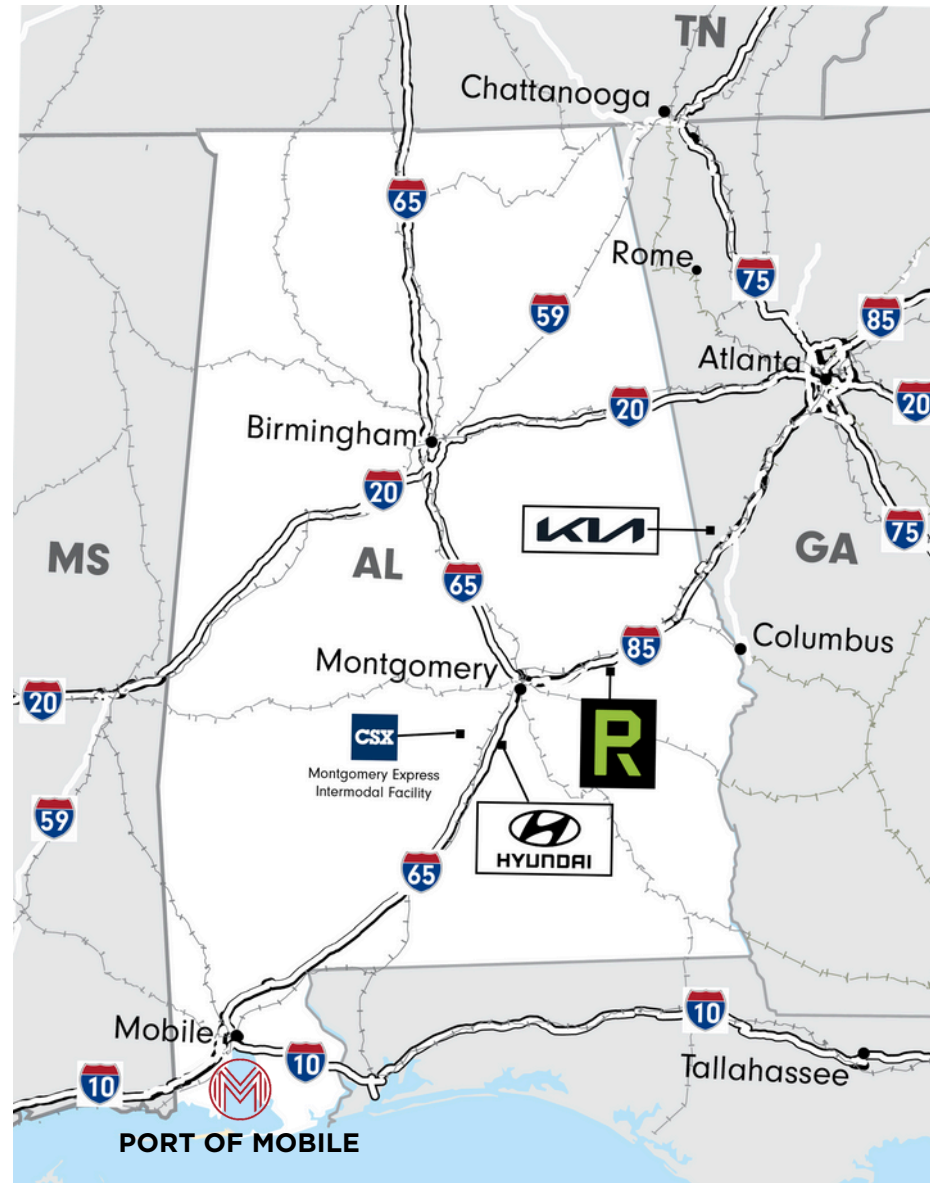 TN
Chattanooga
65
Rome
75
59
85
Atlanta
20
20
Birmingham
20
KIA
75
MS
AL
GA
65
85
Columbus
Montgomery
20
CSX
R
Montgomery Express
Intermodal Facility
59
HYUNDAI
65
10
Mobile
10
Tallahassee
10
M
PORT OF MOBILE